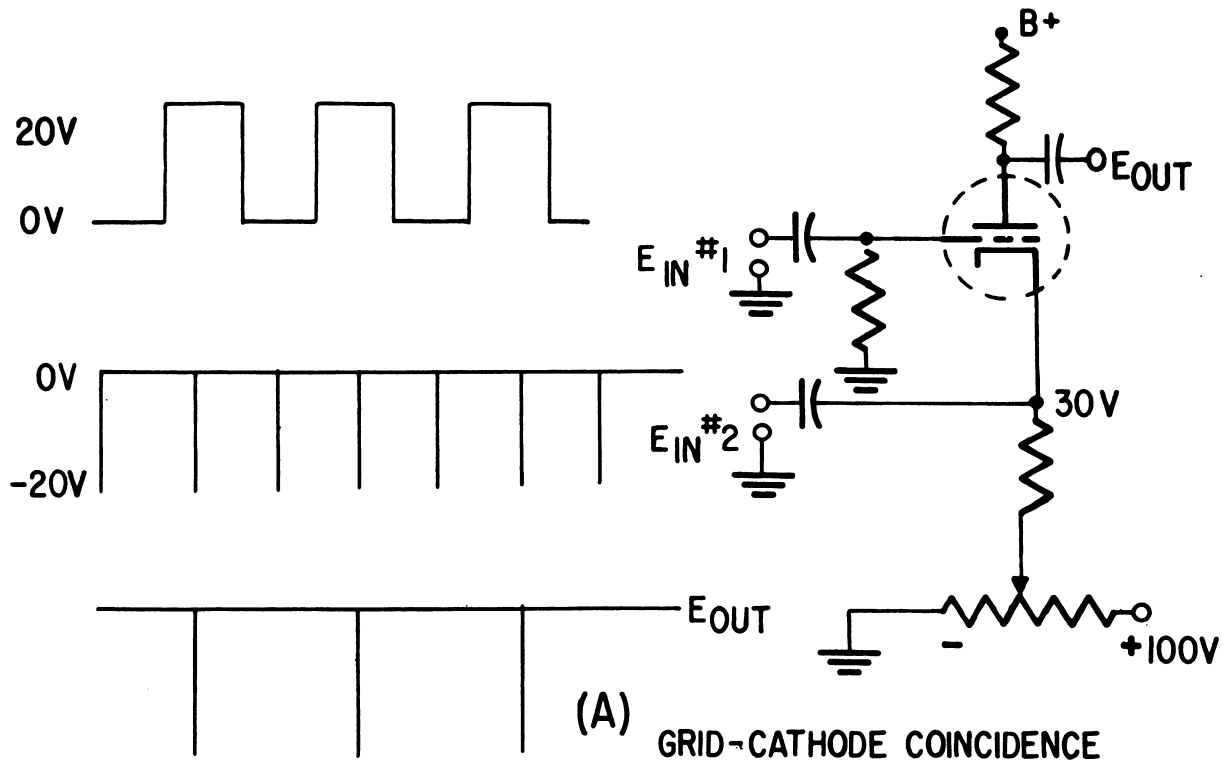 B+
20V
0V
EOUT
EIN #1
0V
-20V
30V
EIN #2
EOUT
-
+100V
(A)
GRID-CATHODE COINCIDENCE